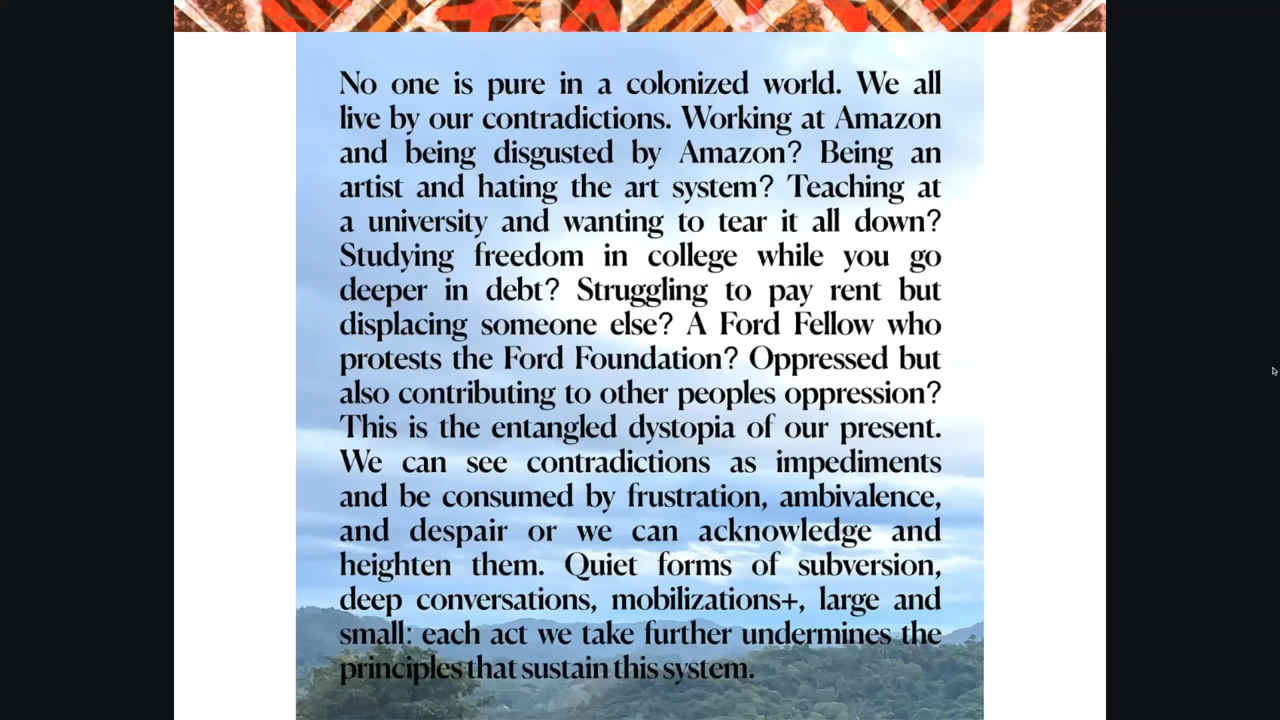 No one is pure in a colonized world. We all
live by our contradictions. Working at Amazon
and being disgusted by Amazon? Being an
artist and hating the art system? Teaching at
a university and wanting to tear it all down?
Studying freedom in college while you go
deeper in debt? Struggling to pay rent but
displacing someone else? A Ford Fellow who
protests the Ford Foundation? Oppressed but
also contributing to other peoples oppression?
This is the entangled dystopia of our present.
We can see contradictions as impediments
and be consumed by frustration, ambivalence,
and despair or we can acknowledge and
heighten them. Quiet forms of subversion,
deep conversations, mobilizations+, large and
small: each act we take further undermines the
principles that sustain this system.